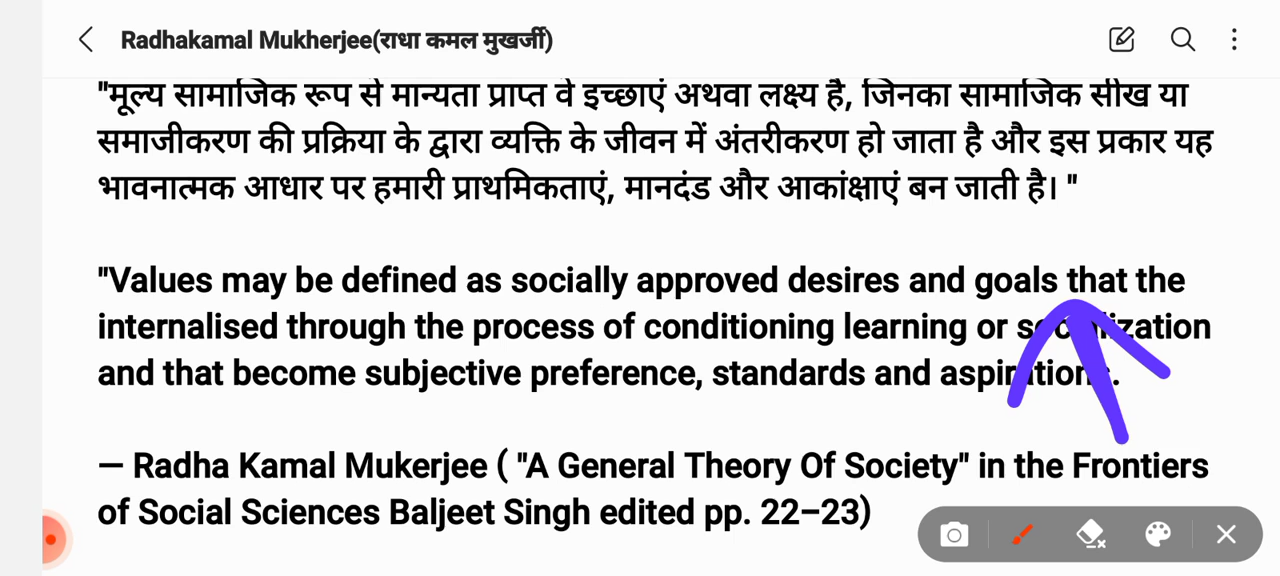 Radhakamal Mukherjee(राधा कमल मुखर्जी)
"मूल्य सामाजिक रूप से मान्यता प्राप्त वे इच्छाएं अथवा लक्ष्य है, जिनका सामाजिक सीख या
समाजीकरण की प्रक्रिया के द्वारा व्यक्ति के जीवन में अंतरीकरण हो जाता है और इस प्रकार यह
भावनात्मक आधार पर हमारी प्राथमिकताएं, मानदंड और आकांक्षाएं बन जाती है। "
"Values may be defined as socially approved desires and goals that the
internalised through the process of conditioning learning or socialization
and that become subjective preference, standards and aspirations.
– Radha Kamal Mukerjee ( "A General Theory Of Society" in the Frontiers
of Social Sciences Baljeet Singh edited pp. 22–23)